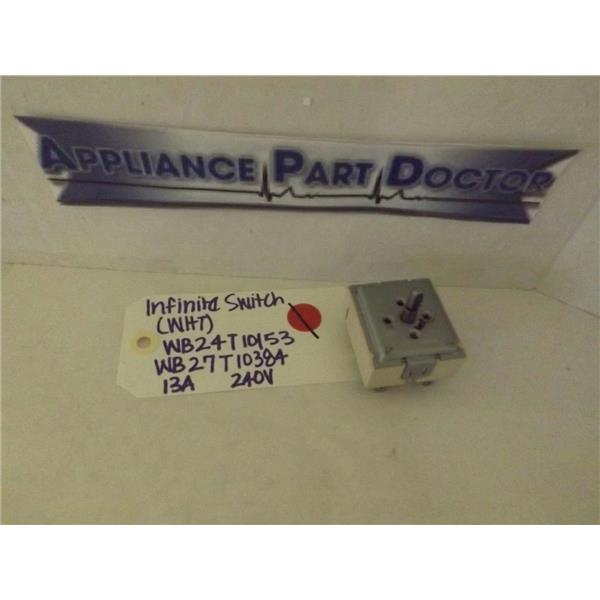 APPLIANCE PART DOCTOR
Infinite Switch
(WHT)
WB24T10153
WB27T10384
13A 240V